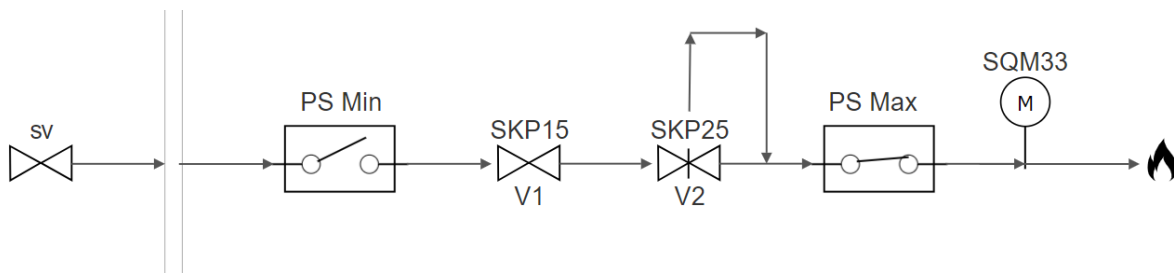 sv
PS Min
SKP15
V1
SKP25
V2
PS Max
SQM33
M